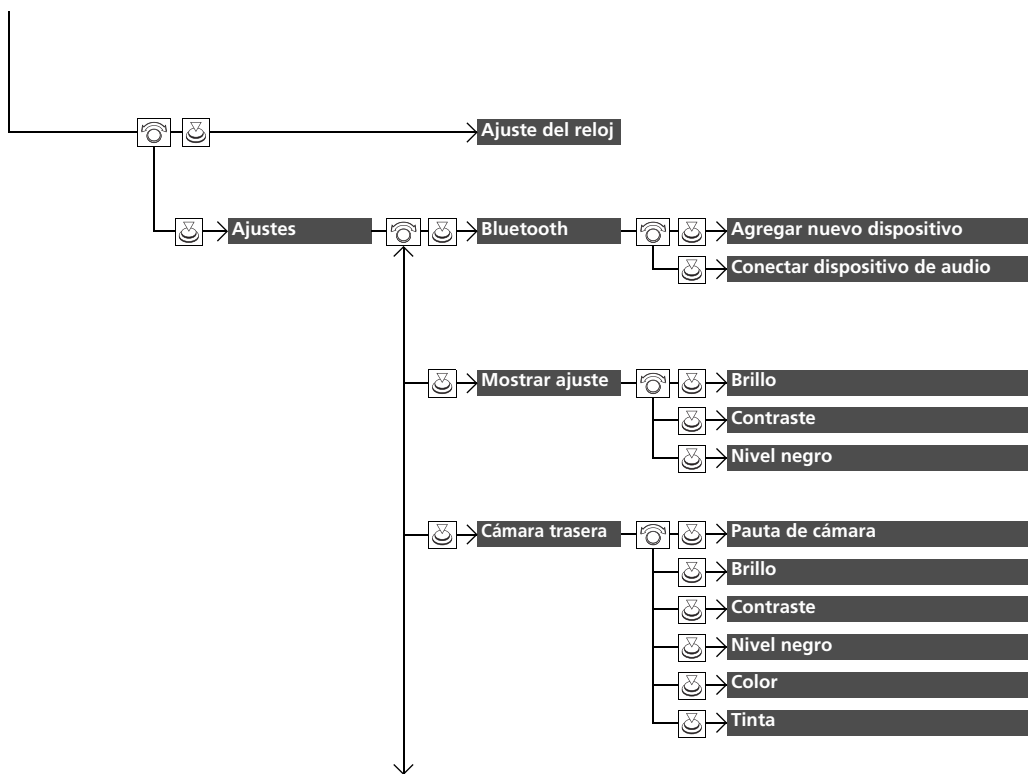 Ajuste del reloj
Ajustes
Bluetooth
Agregar nuevo dispositivo
Conectar dispositivo de audio
Mostrar ajuste
Brillo
Contraste
Nivel negro
Cámara trasera
Pauta de cámara
Brillo
Contraste
Nivel negro
Color
Tinta